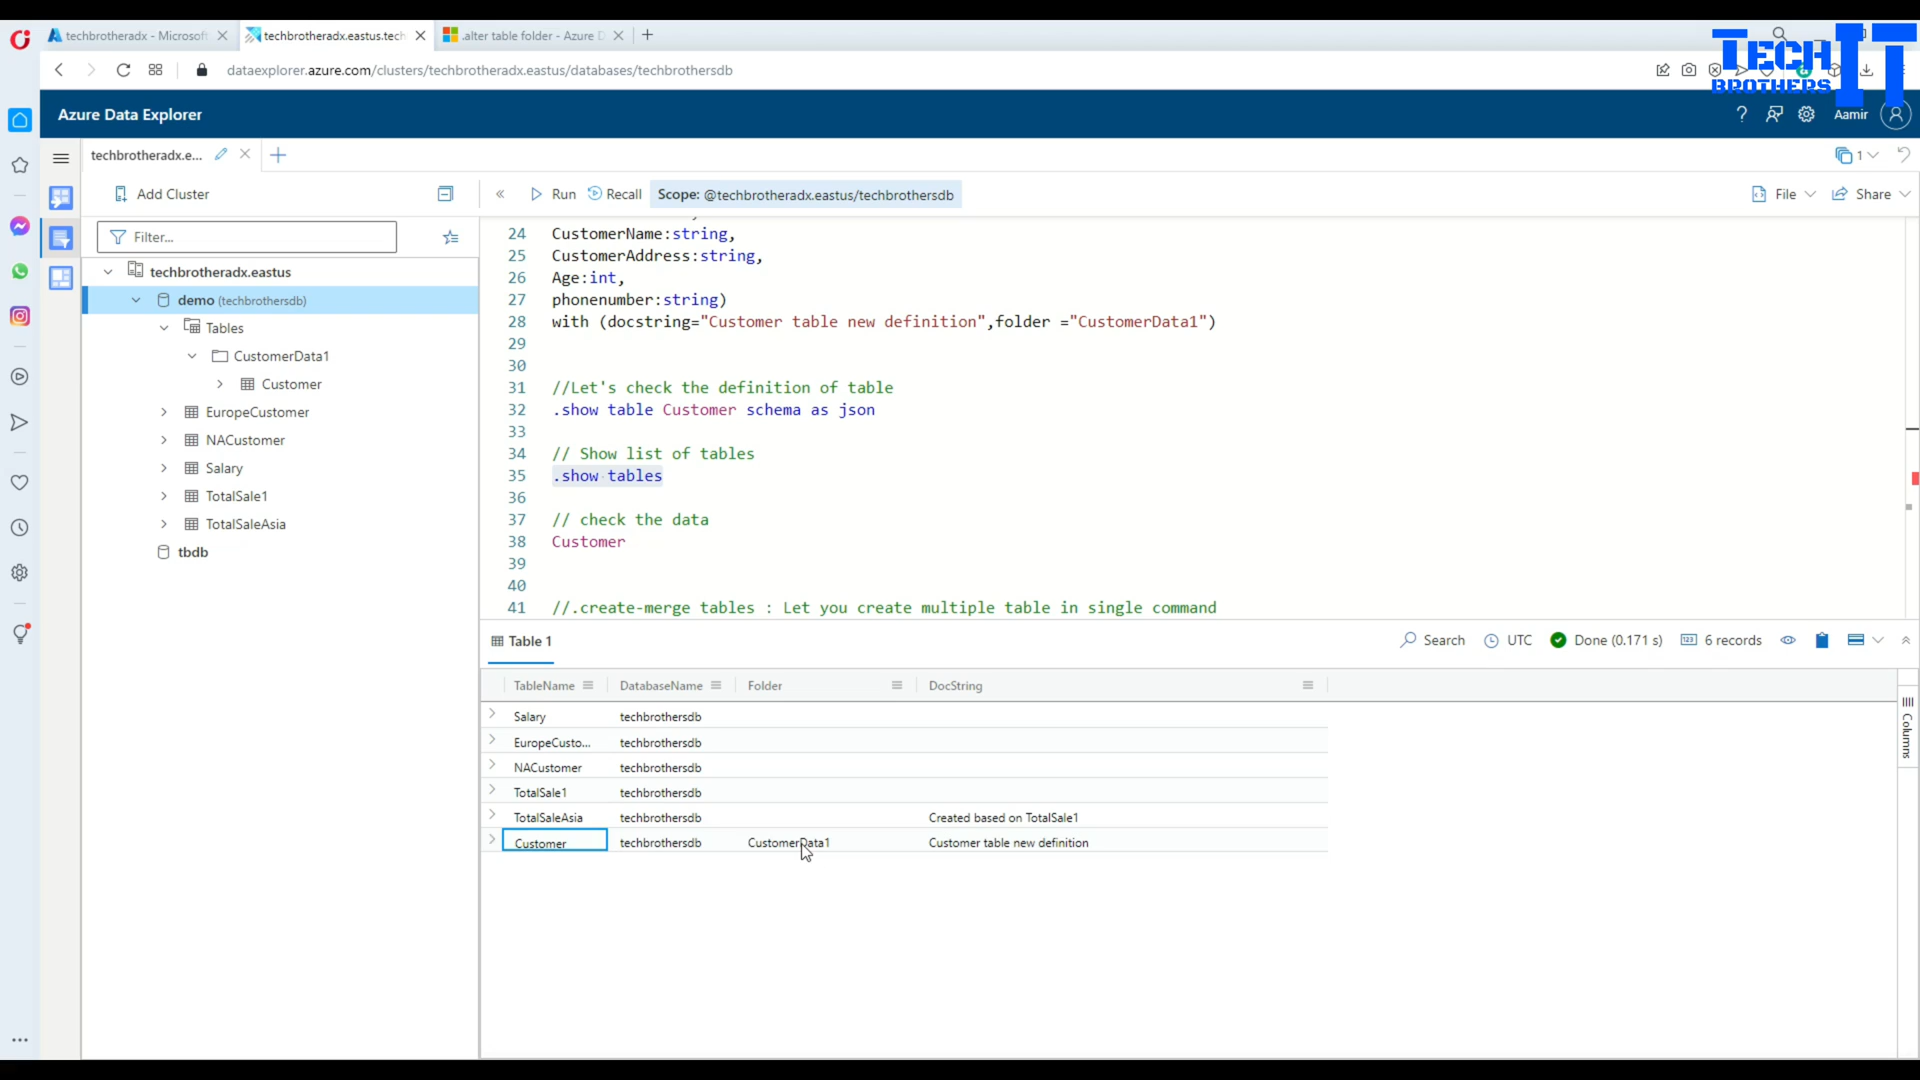 techbrotheradx - Microsoft
techbrotheradx.eastus.tech
.alter table folder - Azure D
TECH IT
BROTHERS
dataexplorer.azure.com/clusters/techbrotheradx.eastus/databases/techbrothersdb
Azure Data Explorer
?
Aamir
techbrotheradx.e...
1
Add Cluster
Run
Recall
Scope: @techbrotheradx.eastus/techbrothersdb
File
Share
Filter...
techbrotheradx.eastus
demo (techbrothersdb)
Tables
CustomerData1
Customer
EuropeCustomer
NACustomer
Salary
TotalSale1
TotalSaleAsia
tbdb
24 CustomerName:string,
25 CustomerAddress:string,
26 Age:int,
27 phonenumber:string)
28 with (docstring="Customer table new definition",folder ="CustomerData1")
29
30
31 //Let's check the definition of table
32 .show table Customer schema as json
33
34 // Show list of tables
35 .show tables
36
37 // check the data
38 Customer
39
40
41 //.create-merge tables : Let you create multiple table in single command
Table 1
Search
UTC
Done (0.171 s)
6 records
TableName DatabaseName Folder DocString
Salary techbrothersdb
EuropeCusto... techbrothersdb
NACustomer techbrothersdb
TotalSale1 techbrothersdb
TotalSaleAsia techbrothersdb Created based on TotalSale1
Customer techbrothersdb CustomerData1 Customer table new definition
Columns